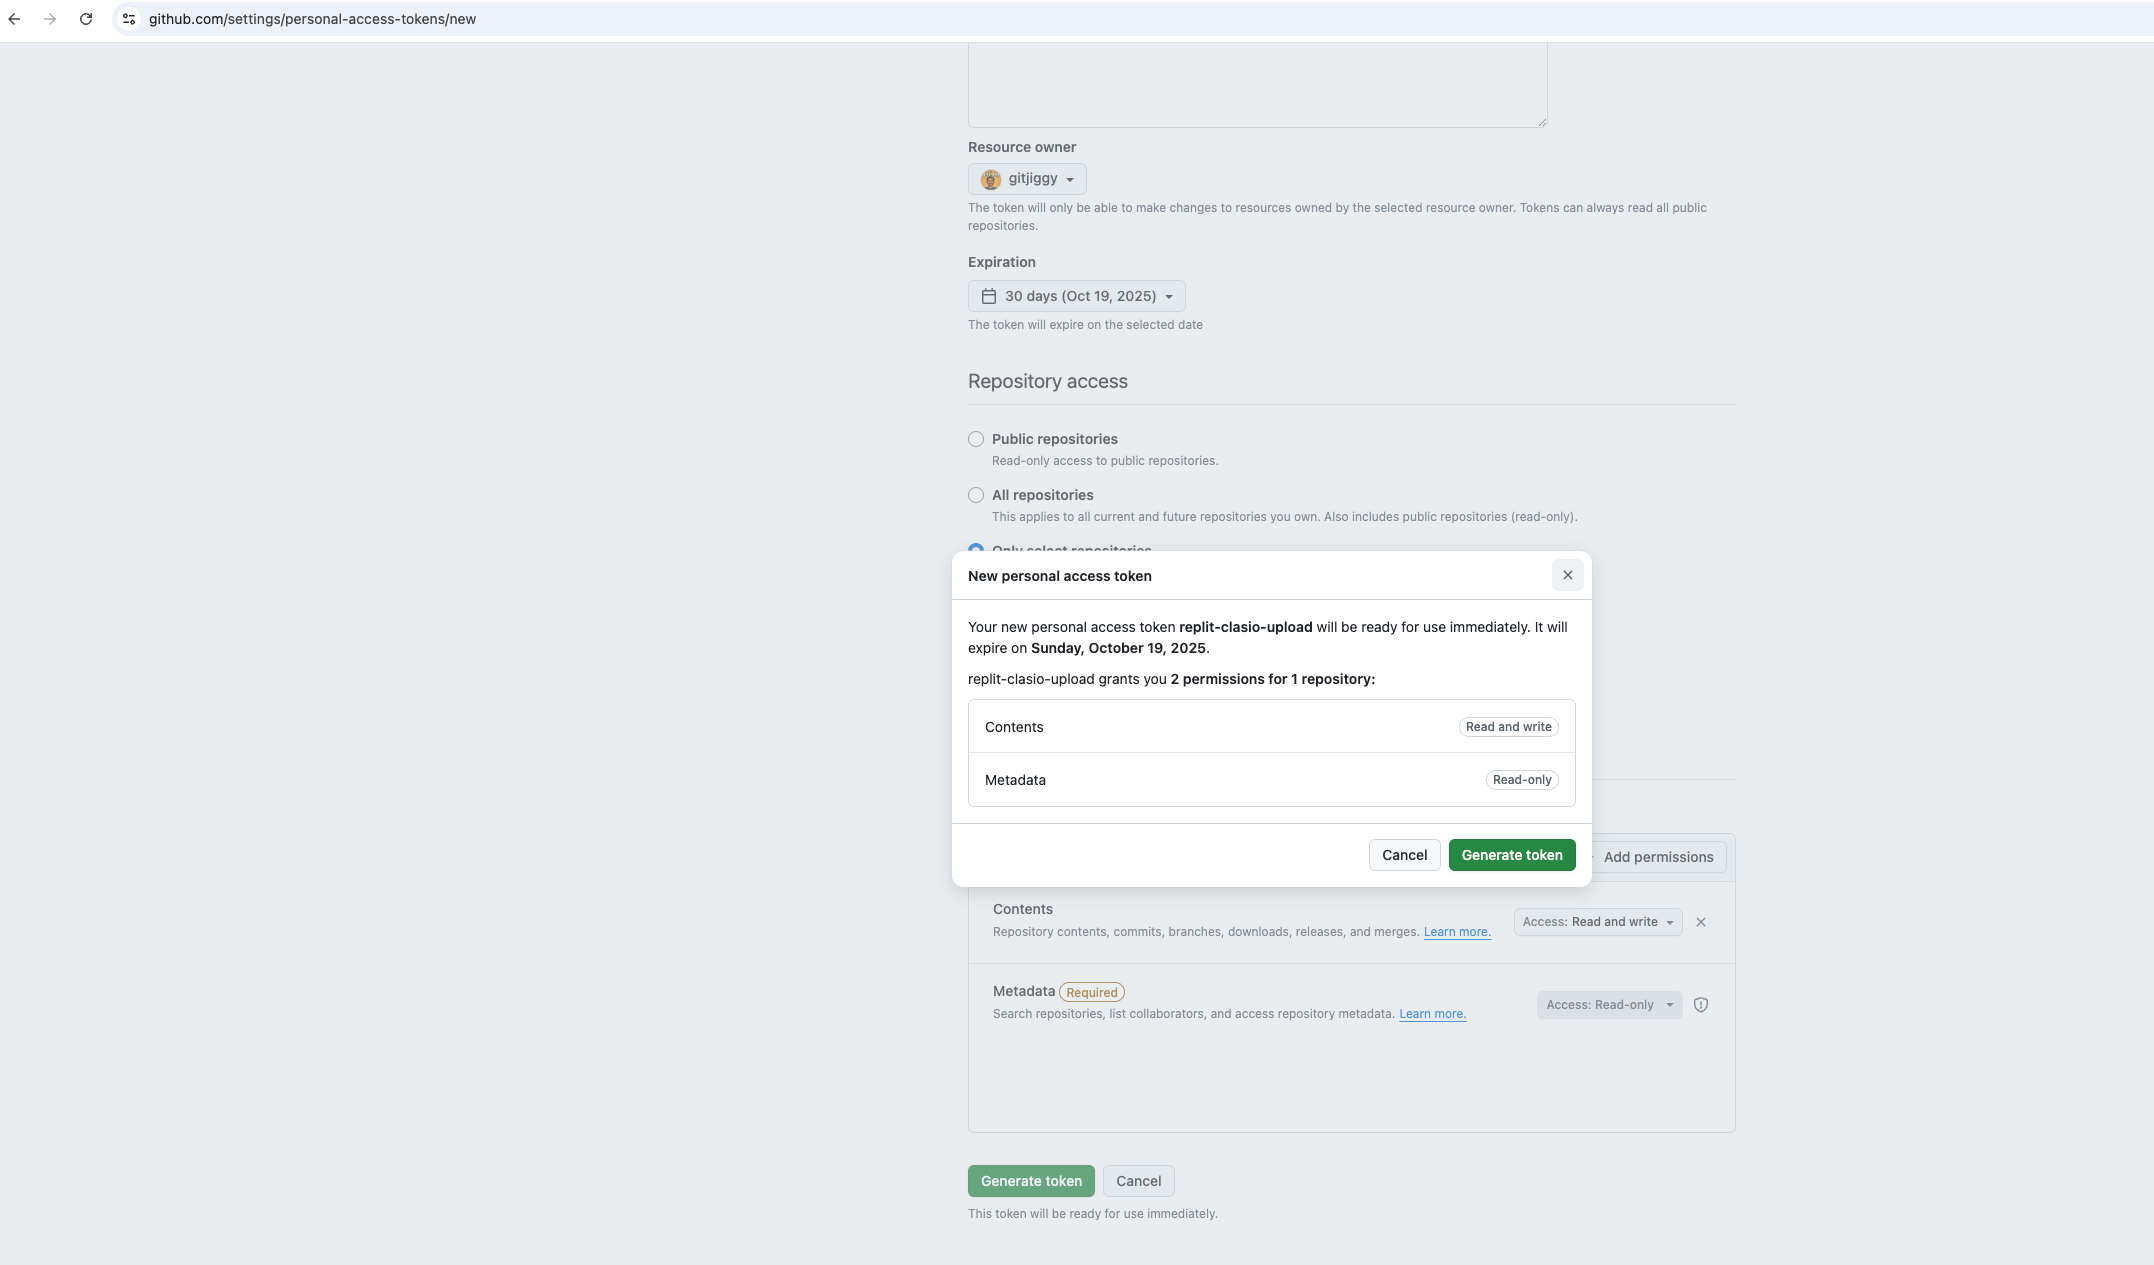 github.com/settings/personal-access-tokens/new
Resource owner
gitjiggy
The token will only be able to make changes to resources owned by the selected resource owner. Tokens can always read all public
repositories.
Expiration
30 days (Oct 19, 2025)
The token will expire on the selected date
Repository access
Public repositories
Read-only access to public repositories.
All repositories
This applies to all current and future repositories you own. Also includes public repositories (read-only).
Only select repositories
New personal access token
Your new personal access token replit-clasio-upload will be ready for use immediately. It will
expire on Sunday, October 19, 2025.
replit-clasio-upload grants you 2 permissions for 1 repository:
Contents Read and write
Metadata Read-only
Cancel Generate token
Add permissions
Contents
Repository contents, commits, branches, downloads, releases, and merges. Learn more.
Access: Read and write
Metadata Required
Search repositories, list collaborators, and access repository metadata. Learn more.
Access: Read-only
Generate token Cancel
This token will be ready for use immediately.